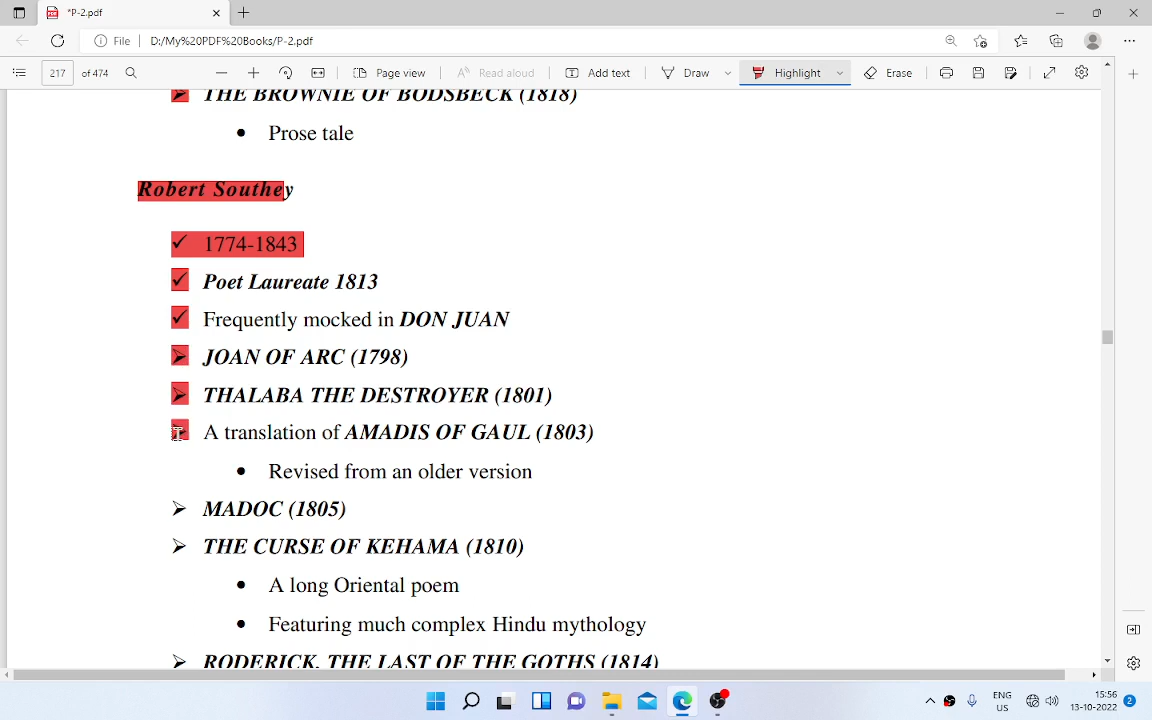 *P-2.pdf
File D:/My%20PDF%20Books/P-2.pdf
217 of 474 Page view Read aloud Add text Draw Highlight Erase
THE BROWNIE OF BODSBECK (1818)
• Prose tale
Robert Southey
✓ 1774-1843
✓ Poet Laureate 1813
✓ Frequently mocked in DON JUAN
➢ JOAN OF ARC (1798)
➢ THALABA THE DESTROYER (1801)
➢ A translation of AMADIS OF GAUL (1803)
• Revised from an older version
➢ MADOC (1805)
➢ THE CURSE OF KEHAMA (1810)
• A long Oriental poem
• Featuring much complex Hindu mythology
➢ RODERICK, THE LAST OF THE GOTHS (1814)
ENG
US
15:56
13-10-2022
2